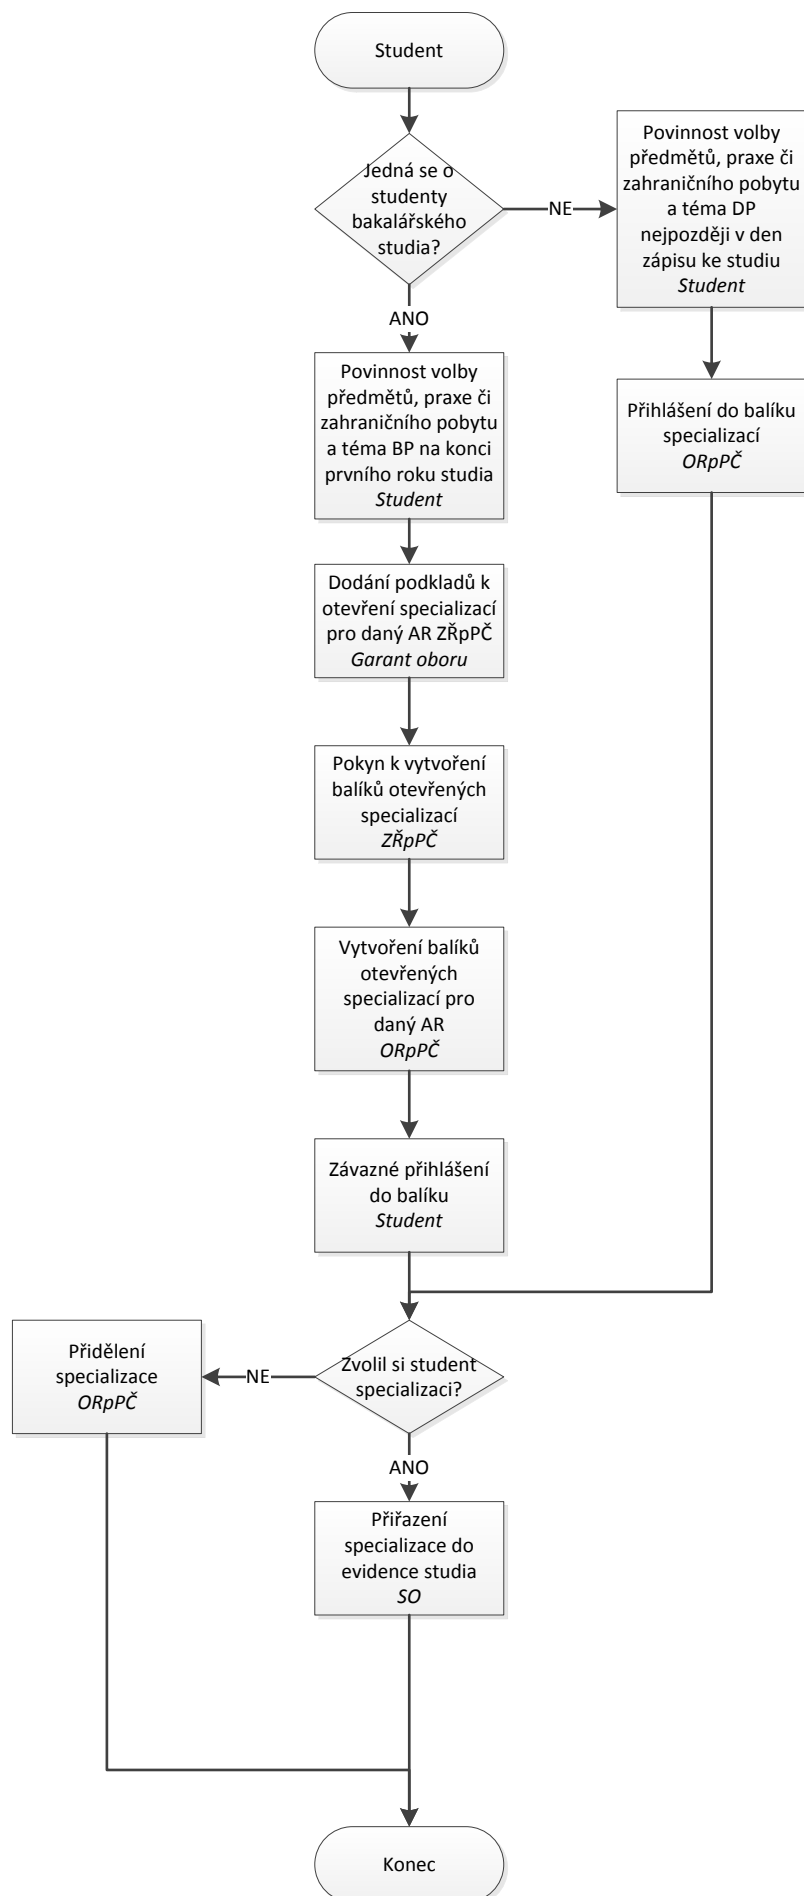 Student
Jedná se o
studenty
bakalářského
studia?
NE
Povinnost volby
předmětů, praxe či
zahraničního pobytu
a téma DP
nejpozději v den
zápisu ke studiu
Student
ANO
Povinnost volby
předmětů, praxe či
zahraničního pobytu
a téma BP na konci
prvního roku studia
Student
Přihlášení do balíku
specializací
ORpPČ
Dodání podkladů k
otevření specializací
pro daný AR ZŘpPČ
Garant oboru
Pokyn k vytvoření
balíků otevřených
specializací
ZŘpPČ
Vytvoření balíků
otevřených
specializací pro
daný AR
ORpPČ
Závazné přihlášení
do balíku
Student
Zvolil si student
specializaci?
NE
Přidělení
specializace
ORpPČ
ANO
Přiřazení
specializace do
evidence studia
SO
Konec